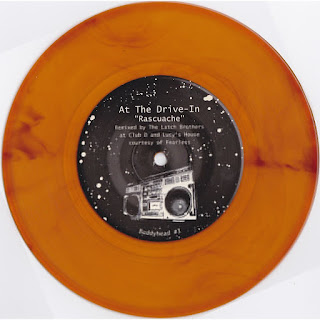 At The Drive-In
"Rascuache"
Remixed by The Latch Brothers
at Club D and Lucy's House
courtesy of Fearless
Buddyhead #3